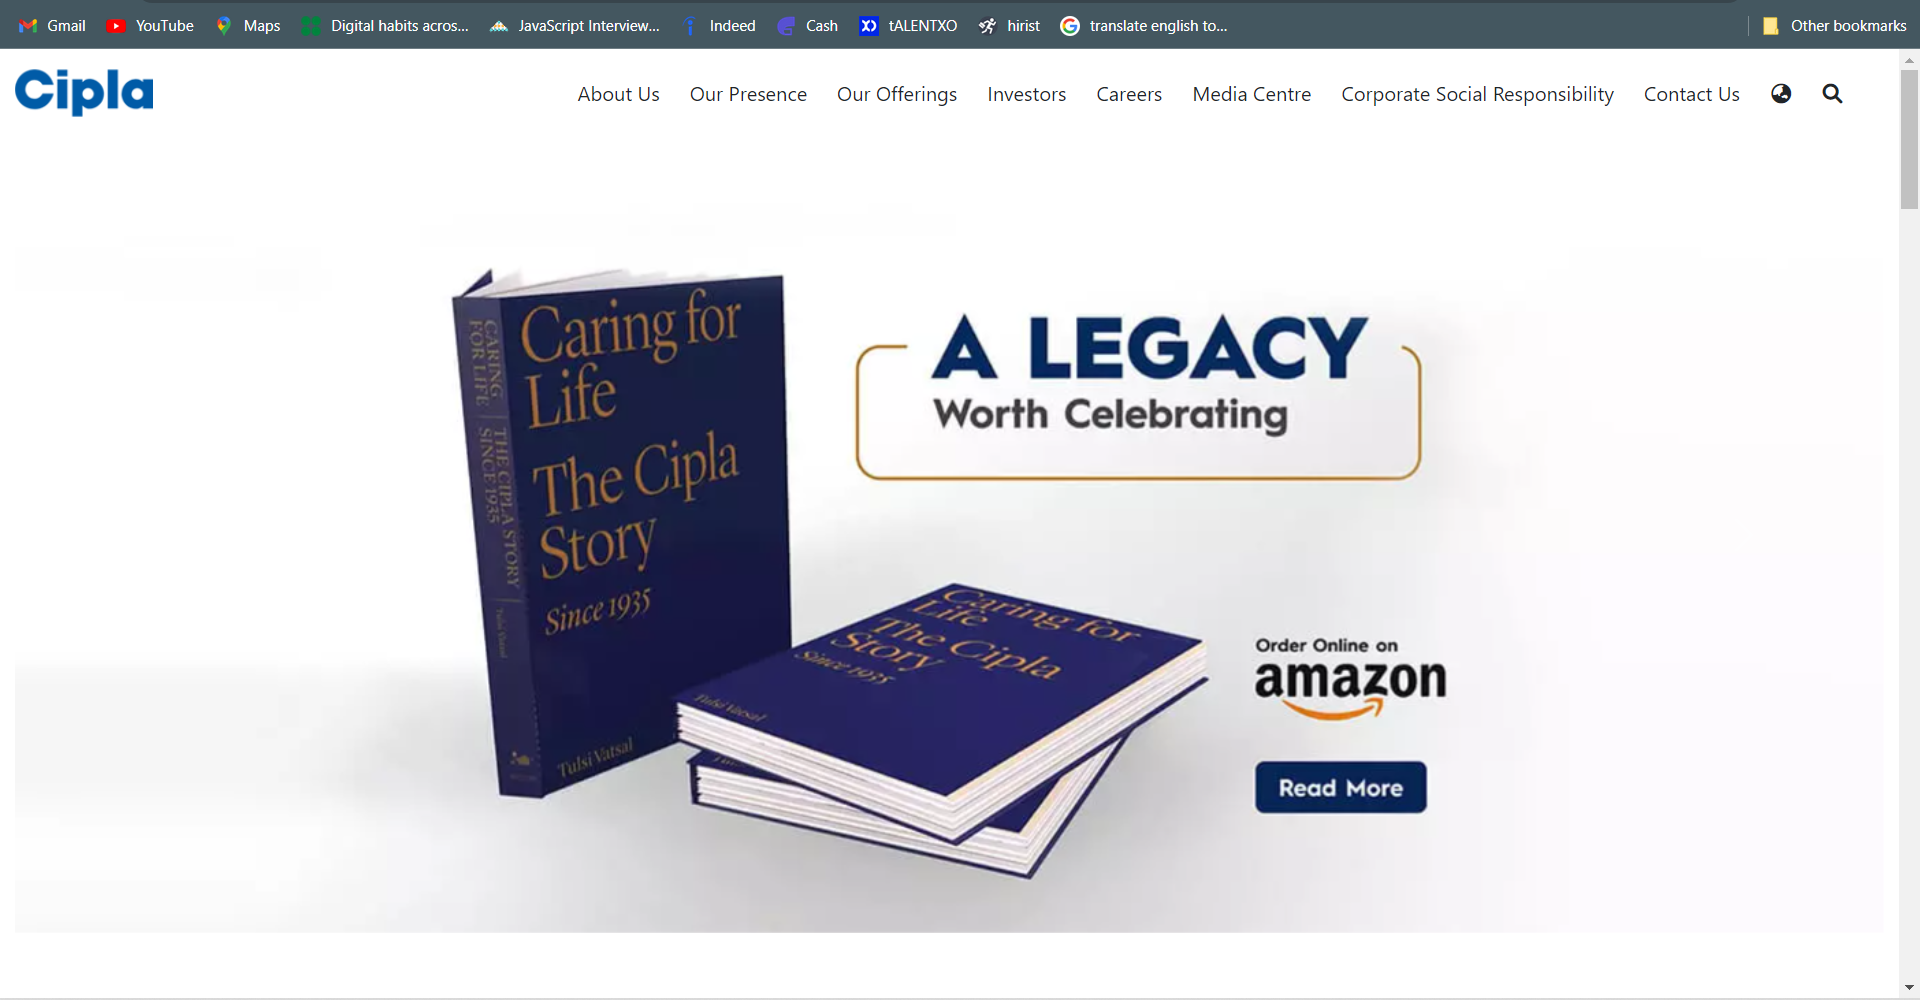 Gmail YouTube Maps Digital habits acros... JavaScript Interview... Indeed Cash tALENTXO hirist translate english to... Other bookmarks
Cipla
About Us Our Presence Our Offerings Investors Careers Media Centre Corporate Social Responsibility Contact Us
CARING FOR LIFE
THE CIPLA STORY SINCE 1935
Tulsi Vatsal
Caring for
Life
The Cipla
Story
Since 1935
Tulsi Vatsal
A LEGACY
Worth Celebrating
Caring for
Life
The Cipla
Story
Since 1935
Tulsi Vatsal
Order Online on
amazon
Read More